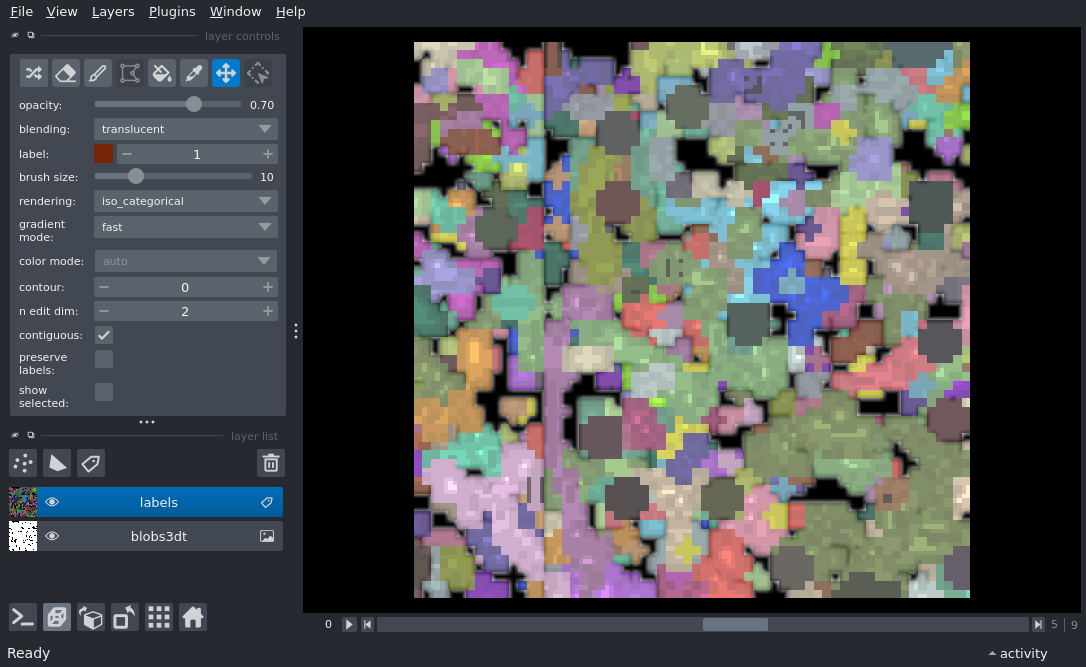 File View Layers Plugins Window Help
layer controls
opacity: 0.70
blending: translucent
label: 1
brush size: 10
rendering: iso_categorical
gradient
mode: fast
color mode: auto
contour: 0
n edit dim: 2
contiguous:
preserve
labels:
show
selected:
layer list
labels
blobs3dt
0 5 9
Ready activity